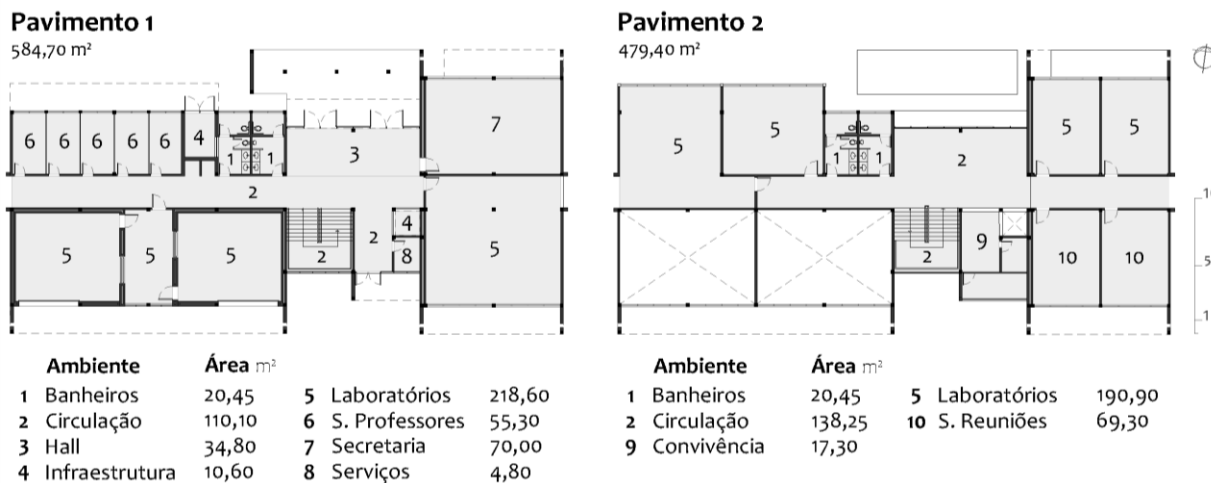 Pavimento 1
584,70 m²
6 6 6 6 6 4 1 1 3 7
2
5 5 5 2 2 4 8 5
Pavimento 2
479,40 m²
5 5 1 1 2 5 5
2 9 10 10
10
5
1
Ambiente Área m²
1 Banheiros 20,45
2 Circulação 110,10
3 Hall 34,80
4 Infraestrutura 10,60
5 Laboratórios 218,60
6 S. Professores 55,30
7 Secretaria 70,00
8 Serviços 4,80
Ambiente Área m²
1 Banheiros 20,45
2 Circulação 138,25
9 Convivência 17,30
5 Laboratórios 190,90
10 S. Reuniões 69,30